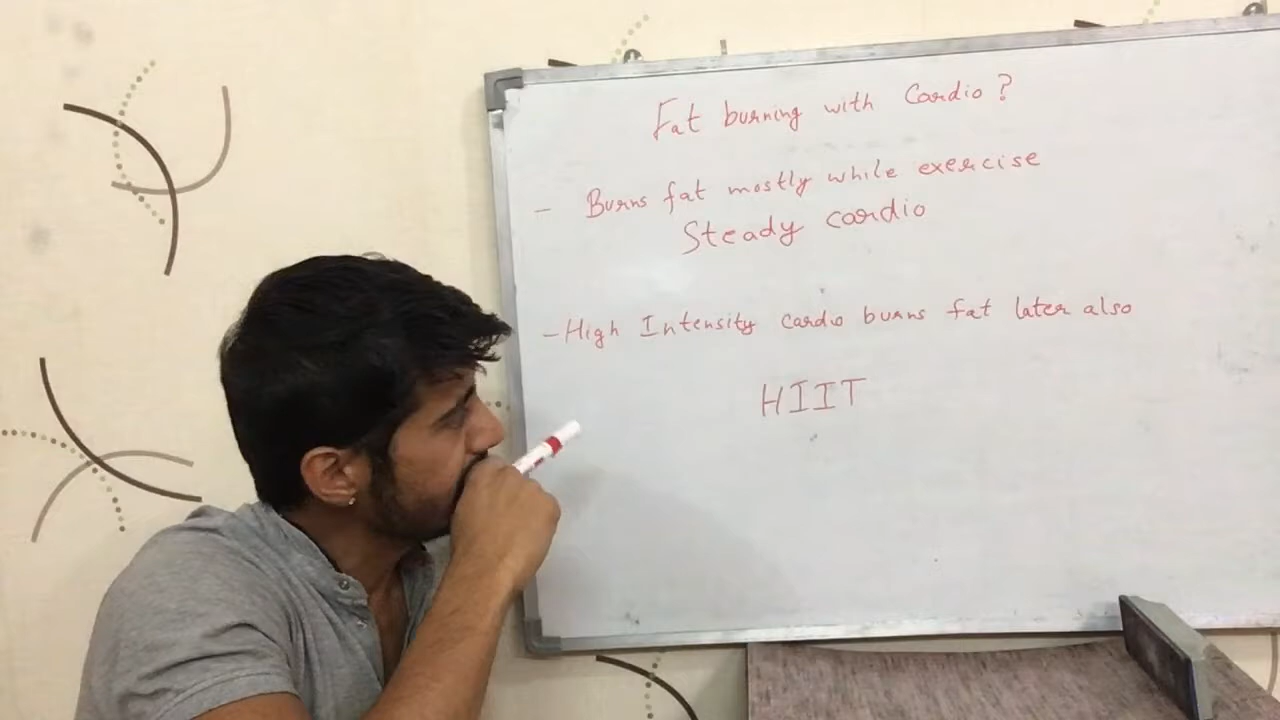 Fat burning with Cardio?
- Burns fat mostly while exercise
Steady cardio
- High Intensity cardio burns fat later also
HIIT